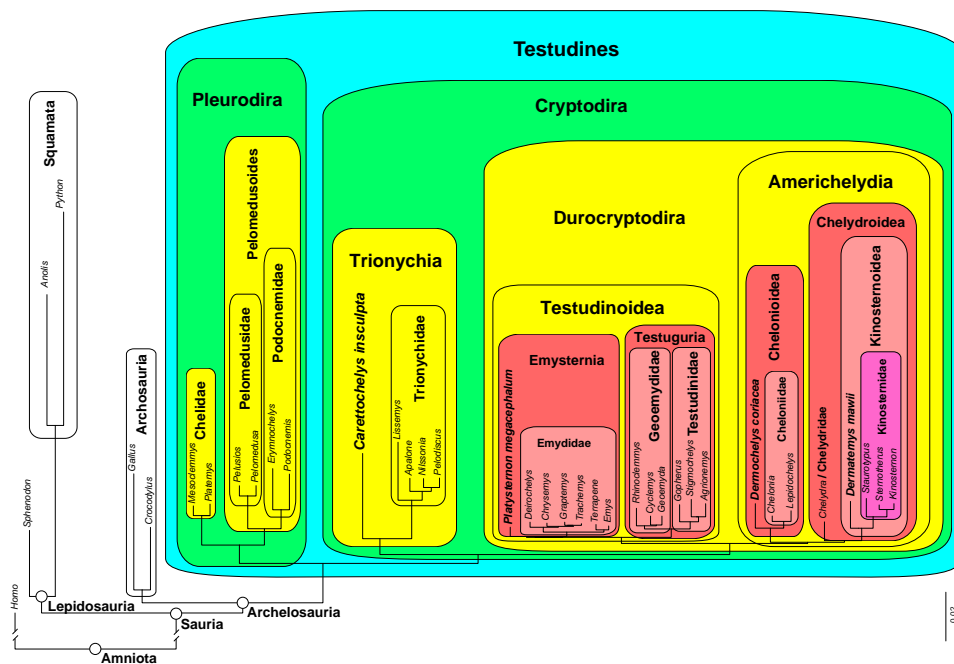 Testudines
Pleurodira
Cryptodira
Squamata
Python
Anolis
Pelomedusoides
Americhelydia
Durocryptodira
Chelydroidea
Trionychia
Podocnemidae
Kinosternoidea
Chelonioidea
Testudinoidea
Pelomedusidae
Carettochelys insculpta
Trionychidae
Emysternia
Testuguria
Archosauria
Chelidae
Geoemydidae
Testudinidae
Cheloniidae
Kinosternidae
Platysternon megacephalum
Emydidae
Dermochelys coriacea
Chelydra / Chelydridae
Dermatemys mawii
Gallus
Crocodylus
Mesoclemmys
Platemys
Pelusios
Pelomedusa
Erymnochelys
Podocnemis
Lissemys
Apalone
Nilssonia
Pelodiscus
Deirochelys
Chrysemys
Graptemys
Trachemys
Terrapene
Emys
Rhinoclemmys
Cyclemys
Geoemyda
Gopherus
Stigmochelys
Agrionemys
Chelonia
Lepidochelys
Staurotypus
Sternotherus
Kinosternon
Sphenodon
Homo
Lepidosauria
Archelosauria
Sauria
Amniota
0.02